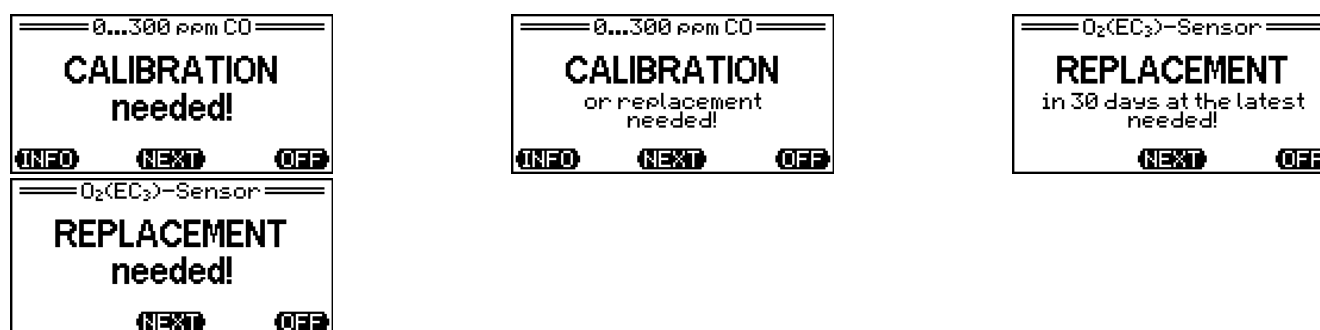 0...300 ppm CO
CALIBRATION
needed!
INFO NEXT OFF
0...300 ppm CO
CALIBRATION
or replacement
needed!
INFO NEXT OFF
O₂(EC₃)-Sensor
REPLACEMENT
in 30 days at the latest
needed!
NEXT OFF
O₂(EC₃)-Sensor
REPLACEMENT
needed!
NEXT OFF